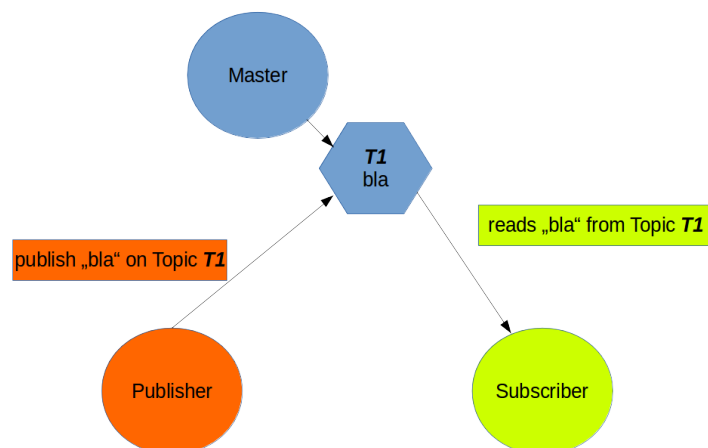 Master
T1
bla
reads „bla“ from Topic T1
publish „bla“ on Topic T1
Publisher
Subscriber